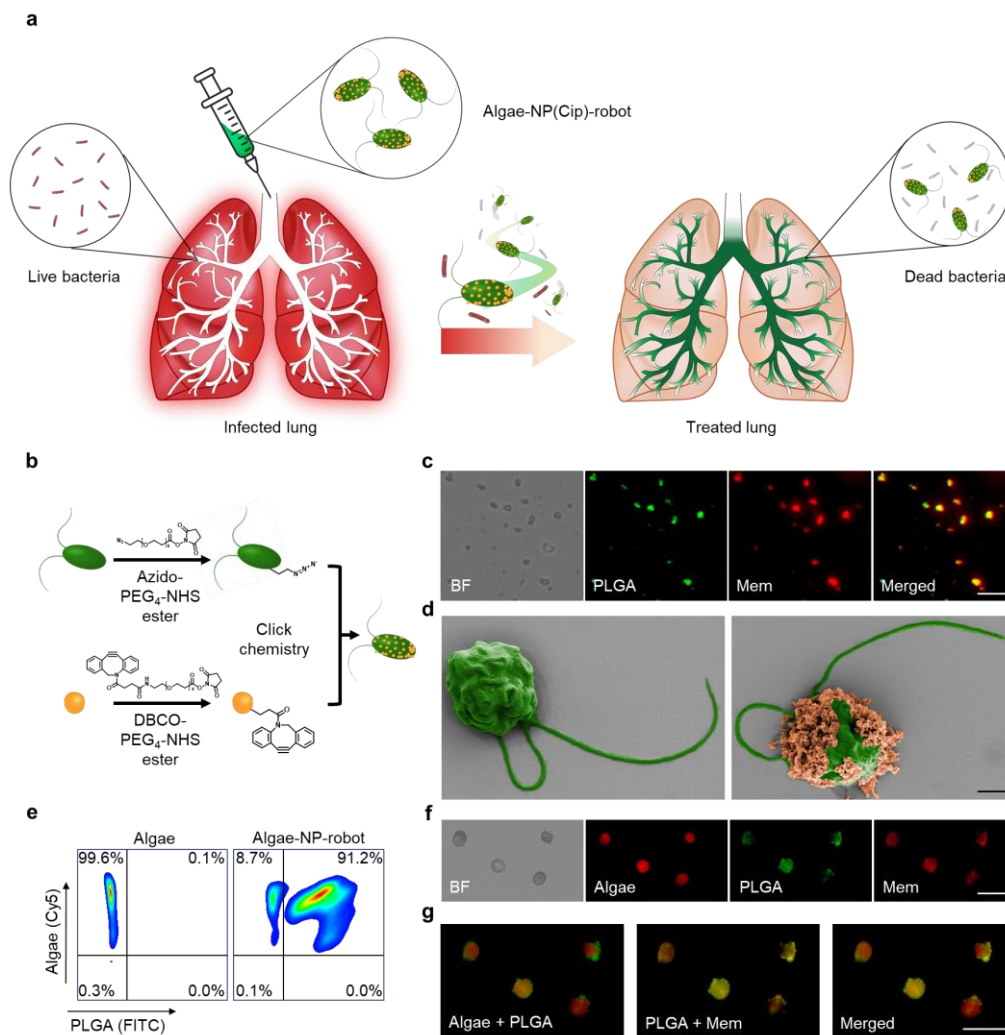 a
Algae-NP(Cip)-robot
Live bacteria
Dead bacteria
Infected lung
Treated lung
b
Azido-
PEG4-NHS
ester
Click
chemistry
DBCO-
PEG4-NHS
ester
c
BF
PLGA
Mem
Merged
d
e
Algae
Algae-NP-robot
99.6%
0.1%
8.7%
91.2%
0.3%
0.0%
0.1%
0.0%
Algae (Cy5)
PLGA (FITC)
f
BF
Algae
PLGA
Mem
g
Algae + PLGA
PLGA + Mem
Merged